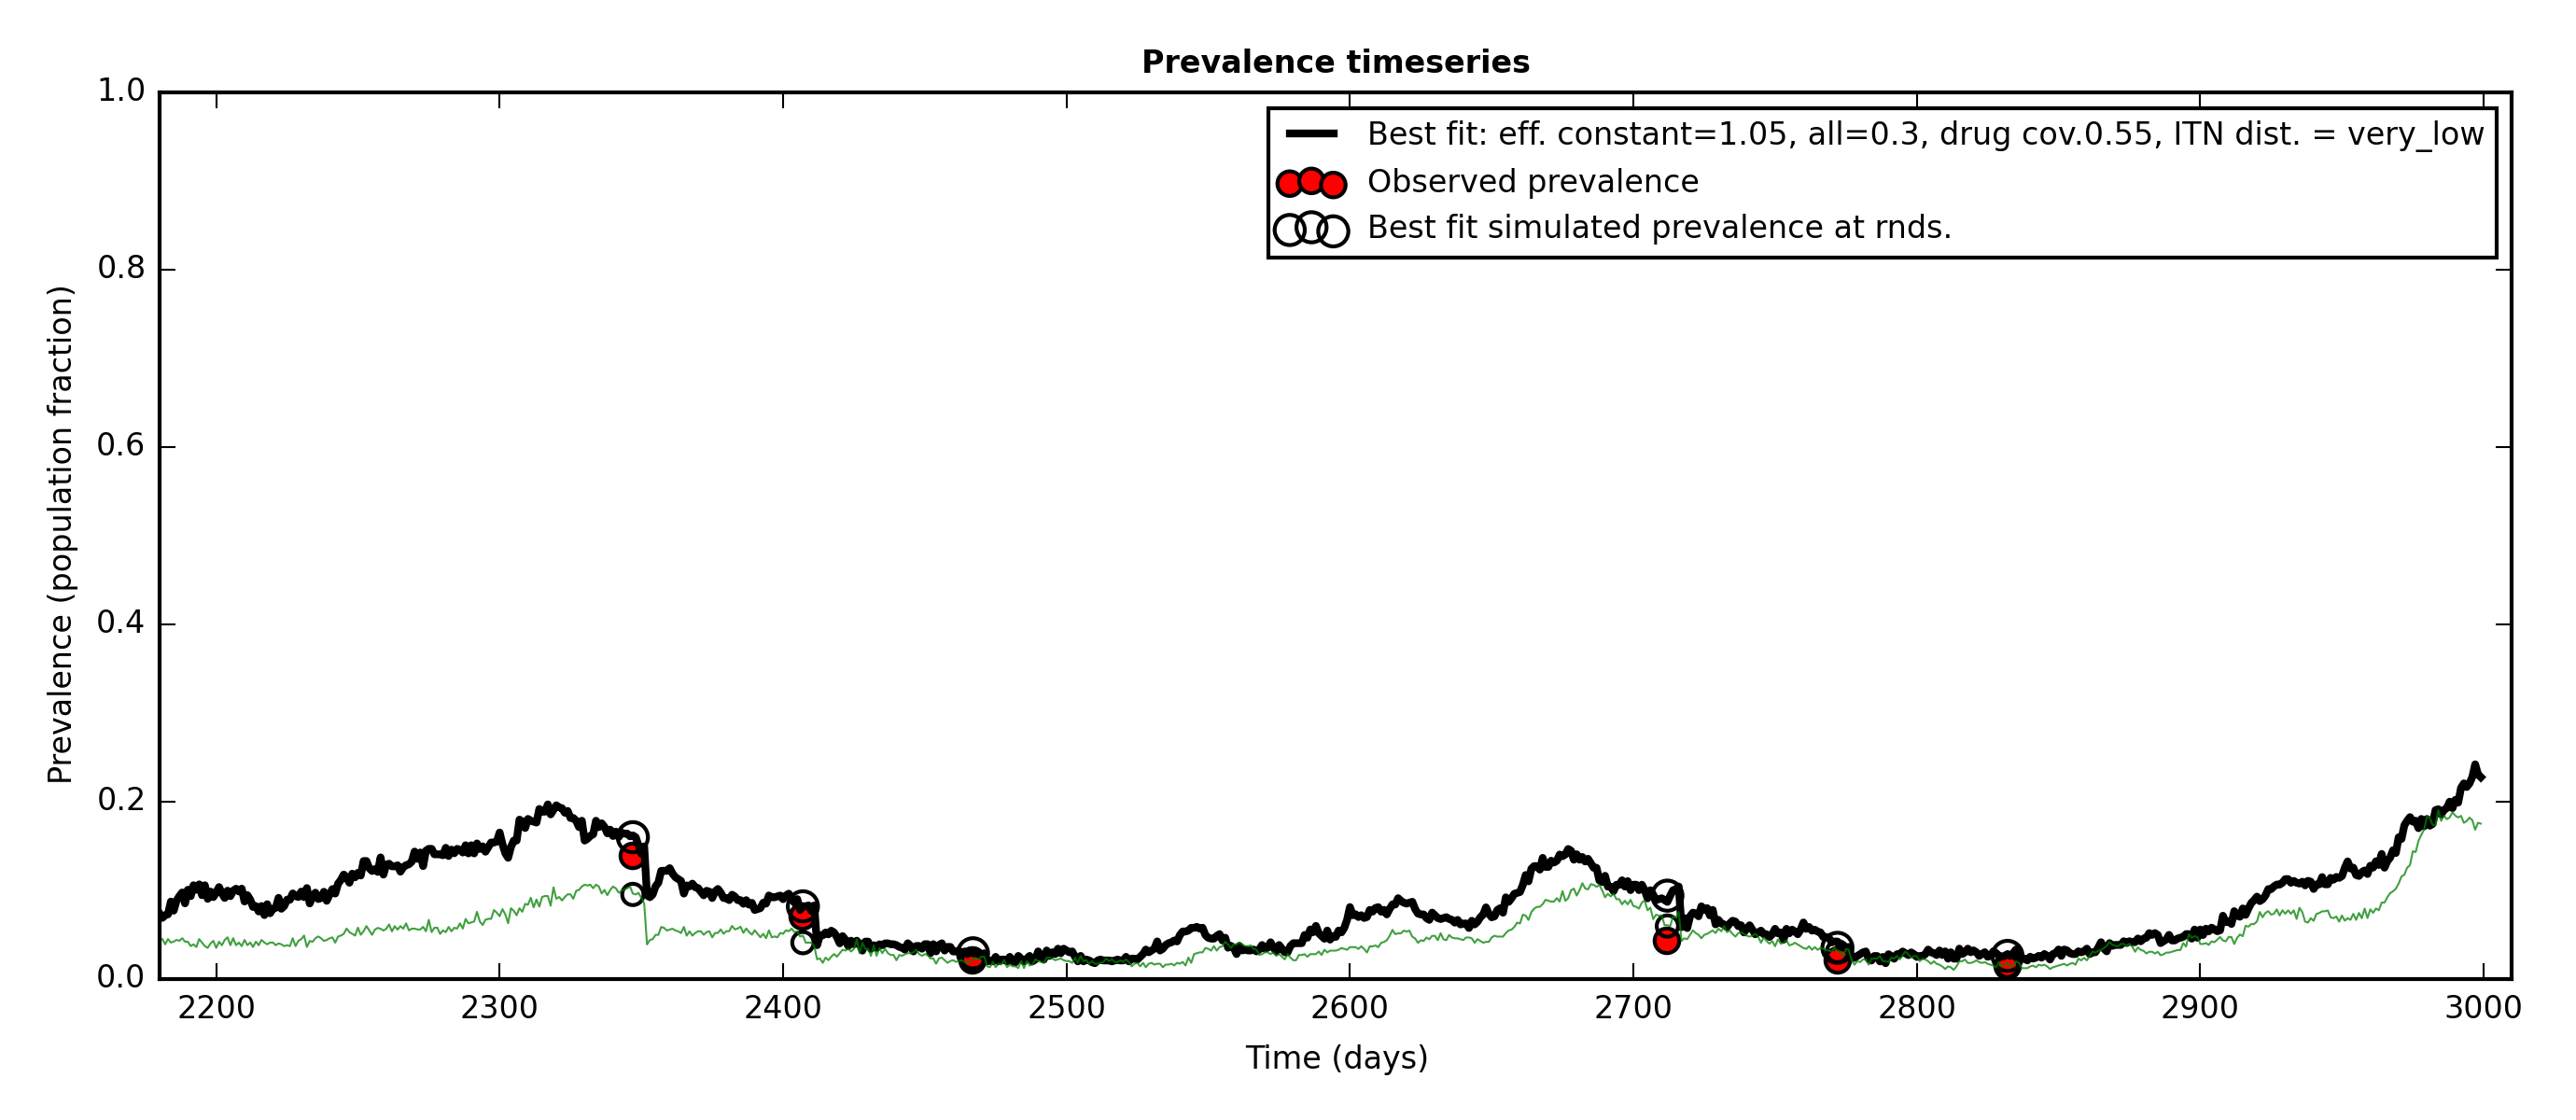 Prevalence timeseries
1.0
0.8
0.6
0.4
0.2
0.0
Prevalence (population fraction)
Best fit: eff. constant=1.05, all=0.3, drug cov.0.55, ITN dist. = very_low
Observed prevalence
Best fit simulated prevalence at rnds.
2200 2300 2400 2500 2600 2700 2800 2900 3000
Time (days)